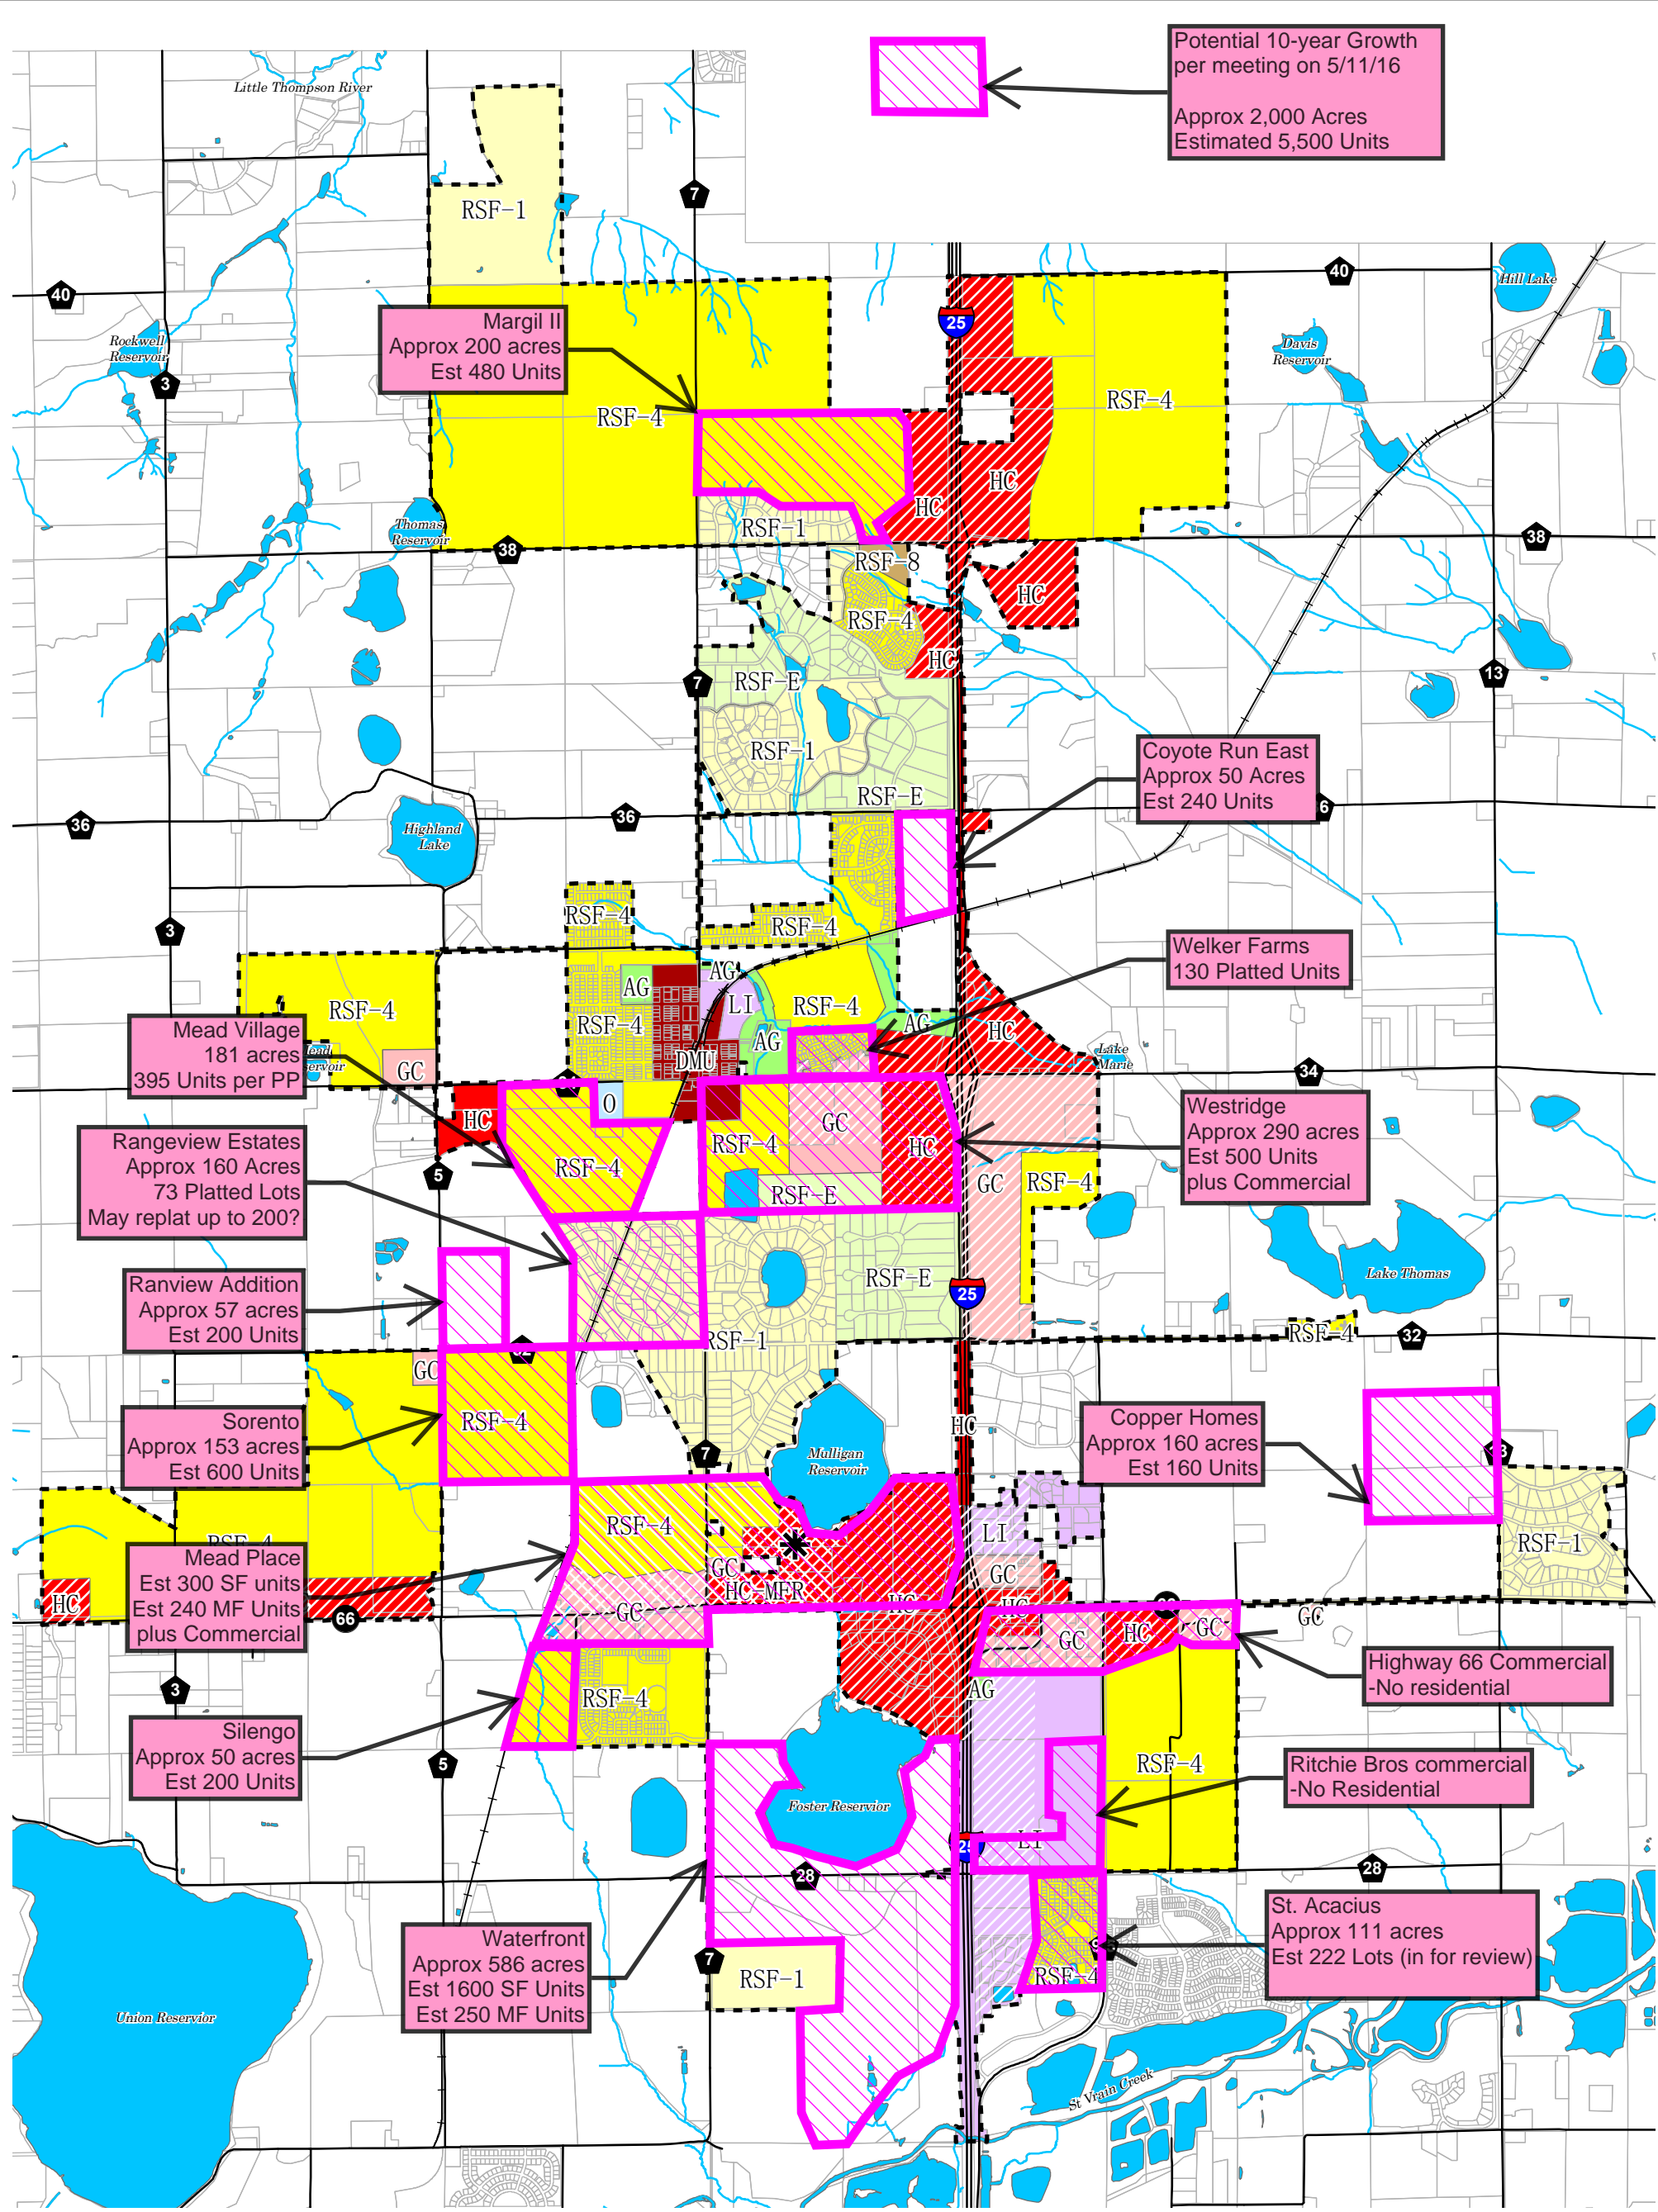 Potential 10-year Growth
per meeting on 5/11/16
Approx 2,000 Acres
Estimated 5,500 Units
Little Thompson River
RSF-1
7
40
40
Hill Lake
25
Margil II
Approx 200 acres
Est 480 Units
Rockwell
Reservoir
3
Davis
Reservoir
RSF-4
RSF-4
HC
HC
RSF-1
Thomas
Reservoir
38
38
RSF-8
HC
RSF-4
HC
RSF-E
7
13
RSF-1
RSF-E
Coyote Run East
Approx 50 Acres
Est 240 Units
6
36
36
Highland
Lake
RSF-4
RSF-4
3
Welker Farms
130 Platted Units
AG
AG
LI
RSF-4
RSF-4
RSF-4
AG
AG
HC
Mead Village
181 acres
395 Units per PP
ead
servoir
GC
DMU
Lake
Marie
34
O
HC
GC
RSF-4
HC
Westridge
Approx 290 acres
Est 500 Units
plus Commercial
Rangeview Estates
Approx 160 Acres
73 Platted Lots
May replat up to 200?
RSF-4
5
RSF-E
GC
RSF-4
Ranview Addition
Approx 57 acres
Est 200 Units
RSF-E
25
Lake Thomas
RSF-1
RSF-4
32
32
GC
Sorento
Approx 153 acres
Est 600 Units
RSF-4
HC
Copper Homes
Approx 160 acres
Est 160 Units
7
Mulligan
Reservoir
RSF-4
RSF-4
LI
RSF-1
Mead Place
Est 300 SF units
Est 240 MF Units
plus Commercial
GC
HC-MFR
GC
HC
HC
HC
66
GC
GC
GC
HC
GC
Highway 66 Commercial
-No residential
3
RSF-4
AG
Silengo
Approx 50 acres
Est 200 Units
5
RSF-4
Ritchie Bros commercial
-No Residential
Foster Reservior
LI
25
28
28
St. Acacius
Approx 111 acres
Est 222 Lots (in for review)
Waterfront
Approx 586 acres
Est 1600 SF Units
Est 250 MF Units
7
RSF-1
RSF-4
Union Reservior
St Vrain Creek